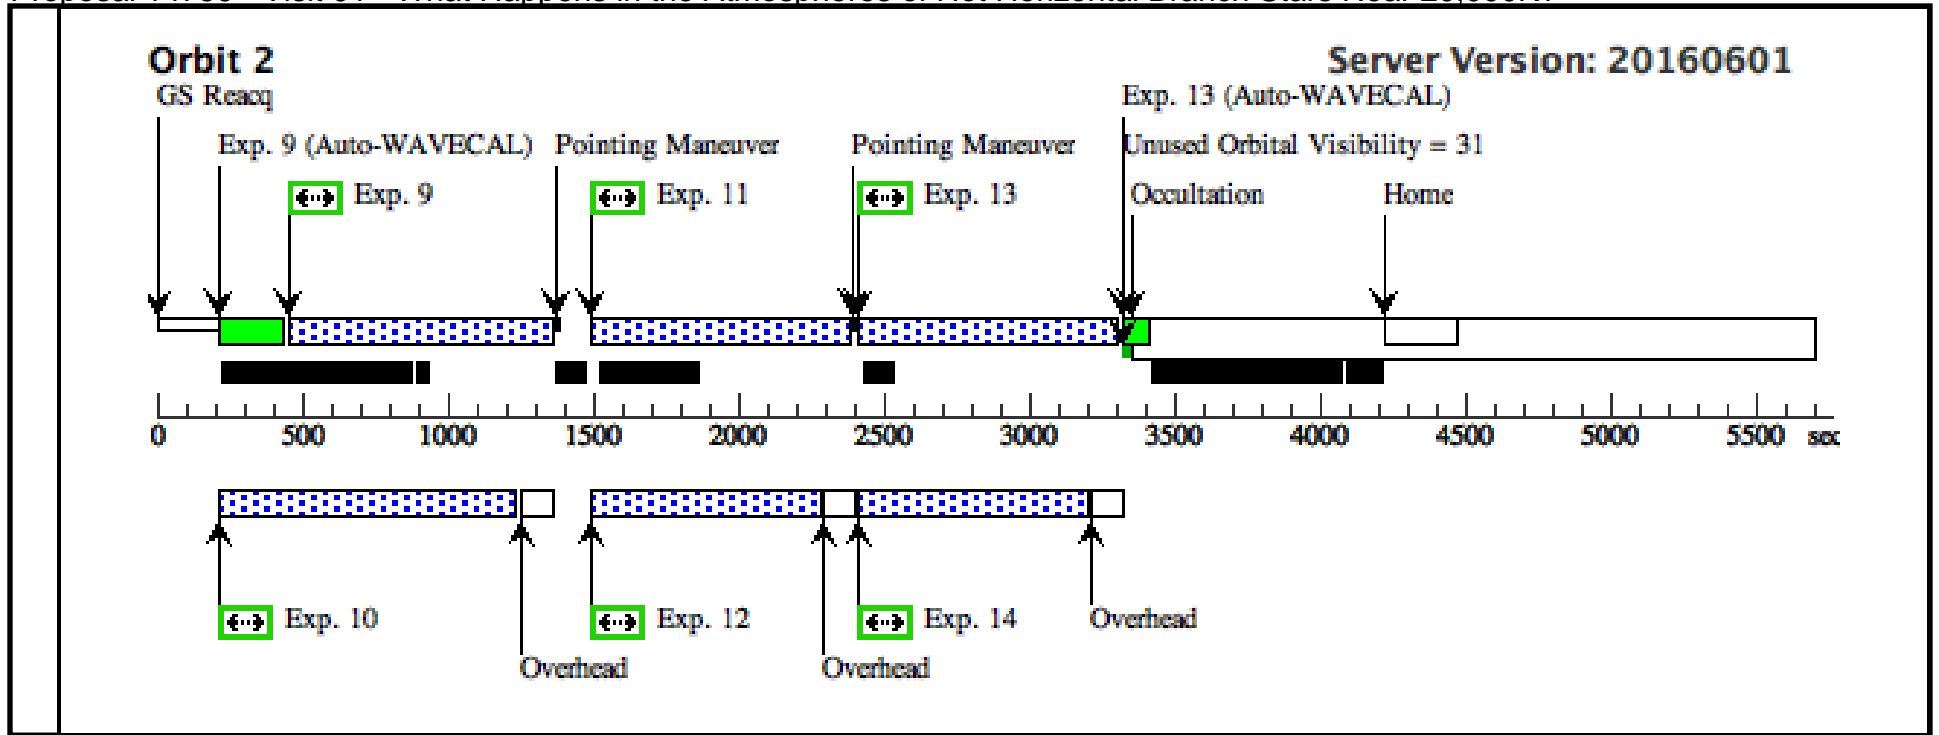 Orbit 2
Server Version: 20160601
GS Reacq
Exp. 13 (Auto-WAVECAL)
Exp. 9 (Auto-WAVECAL)
Pointing Maneuver
Pointing Maneuver
Unused Orbital Visibility = 31
Exp. 9
Exp. 11
Exp. 13
Occultation
Home
0 500 1000 1500 2000 2500 3000 3500 4000 4500 5000 5500 sec
Exp. 10
Exp. 12
Exp. 14
Overhead
Overhead
Overhead